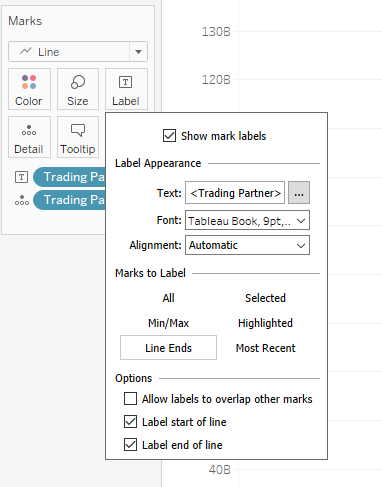 Marks
Line
Color Size Label
Detail Tooltip
Trading Pa
Trading Pa
Show mark labels
Label Appearance
Text: <Trading Partner> ...
Font: Tableau Book, 9pt,...
Alignment: Automatic
Marks to Label
All Selected
Min/Max Highlighted
Line Ends Most Recent
Options
Allow labels to overlap other marks
Label start of line
Label end of line
130B
120B
40B